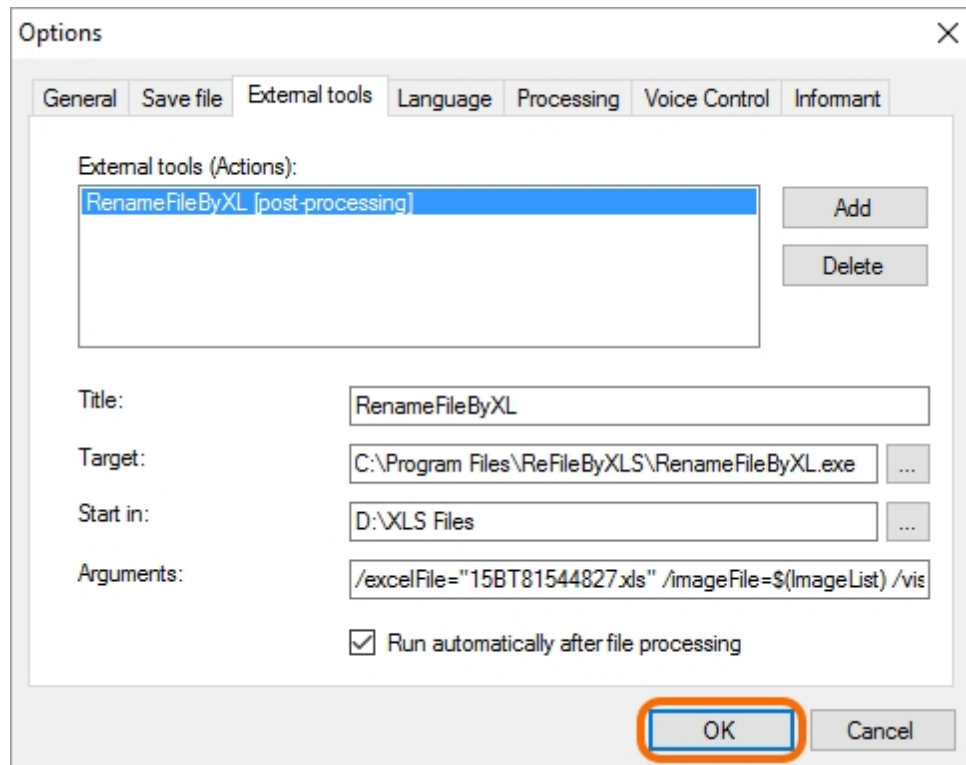 Options
General Save file External tools Language Processing Voice Control Informant
External tools (Actions):
RenameFileByXL [post-processing]
Add
Delete
Title:
RenameFileByXL
Target:
C:\Program Files\ReFileByXLS\RenameFileByXL.exe
...
Start in:
D:\XLS Files
...
Arguments:
/excelFile="15BT81544827.xls" /imageFile=$(ImageList) /vis
Run automatically after file processing
OK Cancel